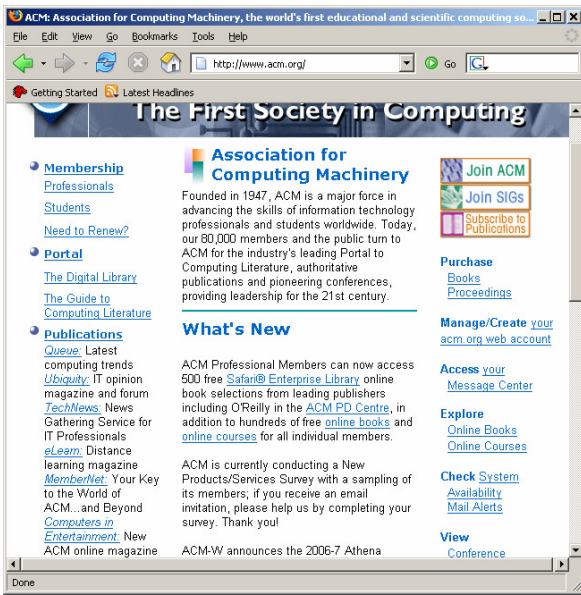 ACM: Association for Computing Machinery, the world's first educational and scientific computing so...
File Edit View Go Bookmarks Tools Help
http://www.acm.org/
Go
G
Getting Started Latest Headlines
The First Society in Computing
Membership
Professionals
Students
Need to Renew?
Portal
The Digital Library
The Guide to
Computing Literature
Publications
Queue: Latest
computing trends
Ubiquity: IT opinion
magazine and forum
TechNews: News
Gathering Service for
IT Professionals
eLearn: Distance
learning magazine
MemberNet: Your Key
to the World of
ACM...and Beyond
Computers in
Entertainment: New
ACM online magazine
Association for
Computing Machinery
Founded in 1947, ACM is a major force in
advancing the skills of information technology
professionals and students worldwide. Today,
our 80,000 members and the public turn to
ACM for the industry's leading Portal to
Computing Literature, authoritative
publications and pioneering conferences,
providing leadership for the 21st century.
What's New
ACM Professional Members can now access
500 free Safari® Enterprise Library online
book selections from leading publishers
including O'Reilly in the ACM PD Centre, in
addition to hundreds of free online books and
online courses for all individual members.
ACM is currently conducting a New
Products/Services Survey with a sampling of
its members; if you receive an email
invitation, please help us by completing your
survey. Thank you!
ACM-W announces the 2006-7 Athena
Join ACM
Join SIGs
Subscribe to
Publications
Purchase
Books
Proceedings
Manage/Create your
acm.org web account
Access your
Message Center
Explore
Online Books
Online Courses
Check System
Availability
Mail Alerts
View
Conference
Done